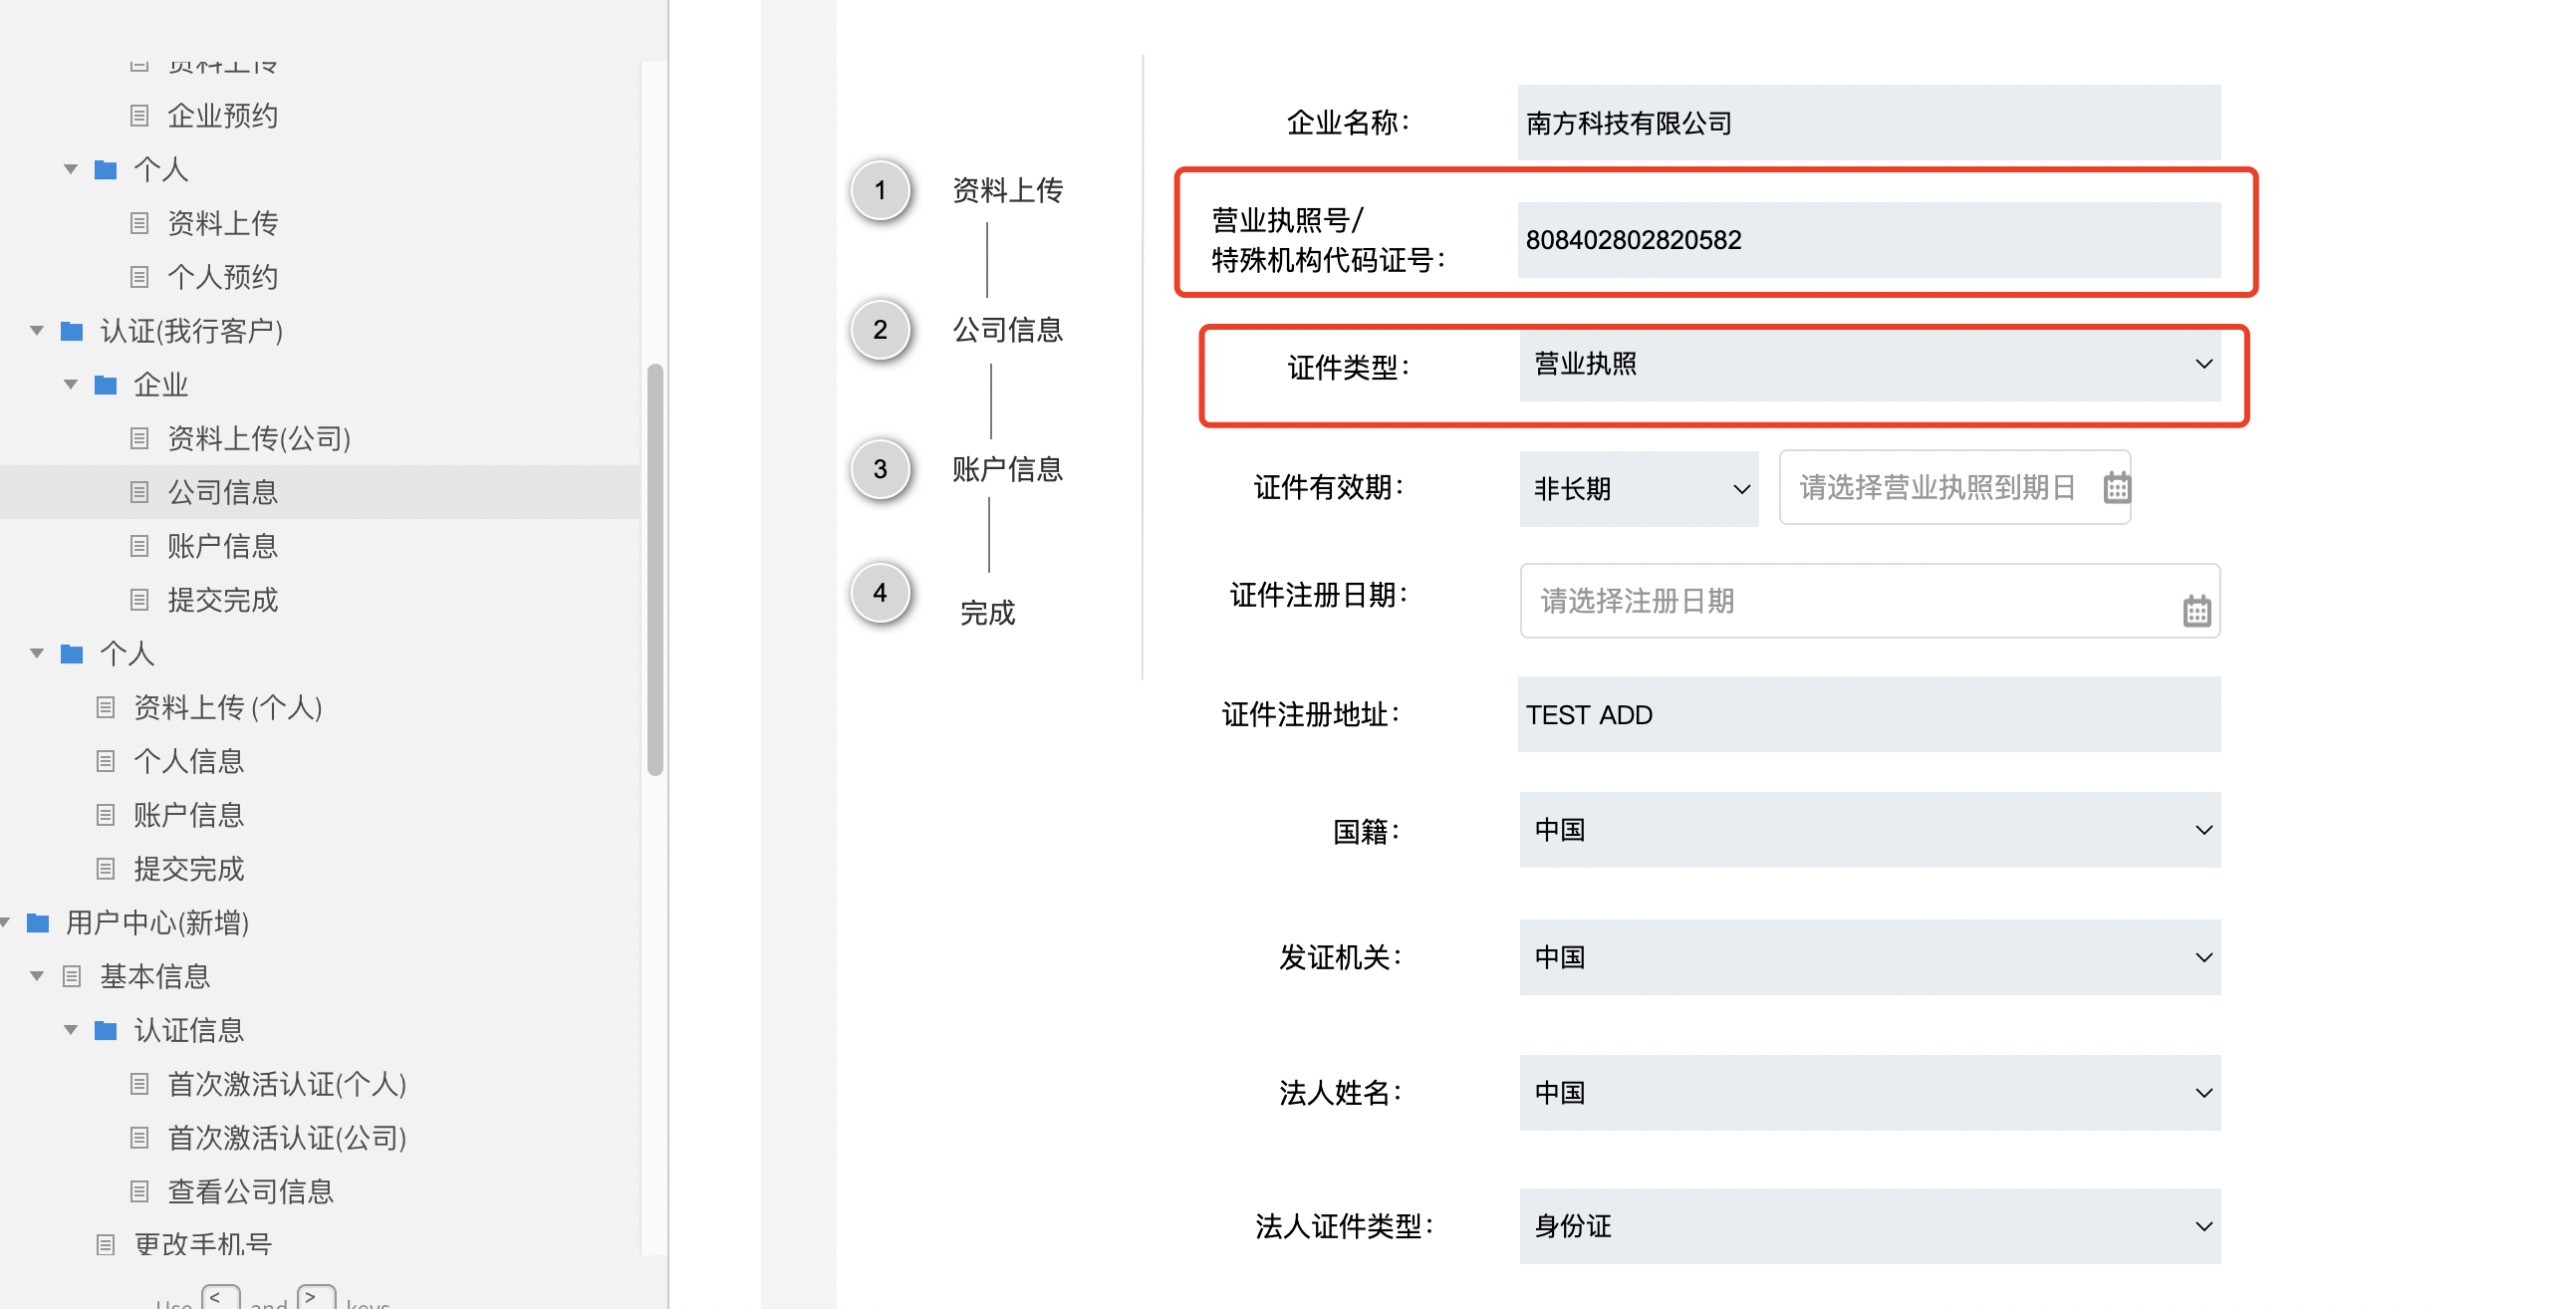 资料上传
企业预约
个人
资料上传
个人预约
认证(我行客户)
企业
资料上传(公司)
公司信息
账户信息
提交完成
个人
资料上传 (个人)
个人信息
账户信息
提交完成
用户中心(新增)
基本信息
认证信息
首次激活认证(个人)
首次激活认证(公司)
查看公司信息
更改手机号
Use < and > keys
1 资料上传
2 公司信息
3 账户信息
4 完成
企业名称： 南方科技有限公司
营业执照号/
特殊机构代码证号： 808402802820582
证件类型： 营业执照
证件有效期： 非长期 请选择营业执照到期日
证件注册日期： 请选择注册日期
证件注册地址： TEST ADD
国籍： 中国
发证机关： 中国
法人姓名： 中国
法人证件类型： 身份证